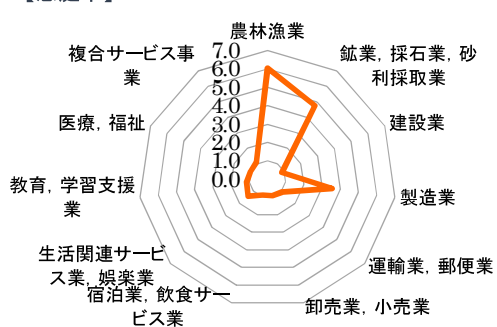 農林漁業
鉱業, 採石業, 砂
利採取業
建設業
製造業
運輸業, 郵便業
卸売業, 小売業
宿泊業, 飲食サー
ビス業
生活関連サービ
ス業, 娯楽業
教育, 学習支援
業
医療, 福祉
複合サービス事
業
7.0
6.0
5.0
4.0
3.0
2.0
1.0
0.0